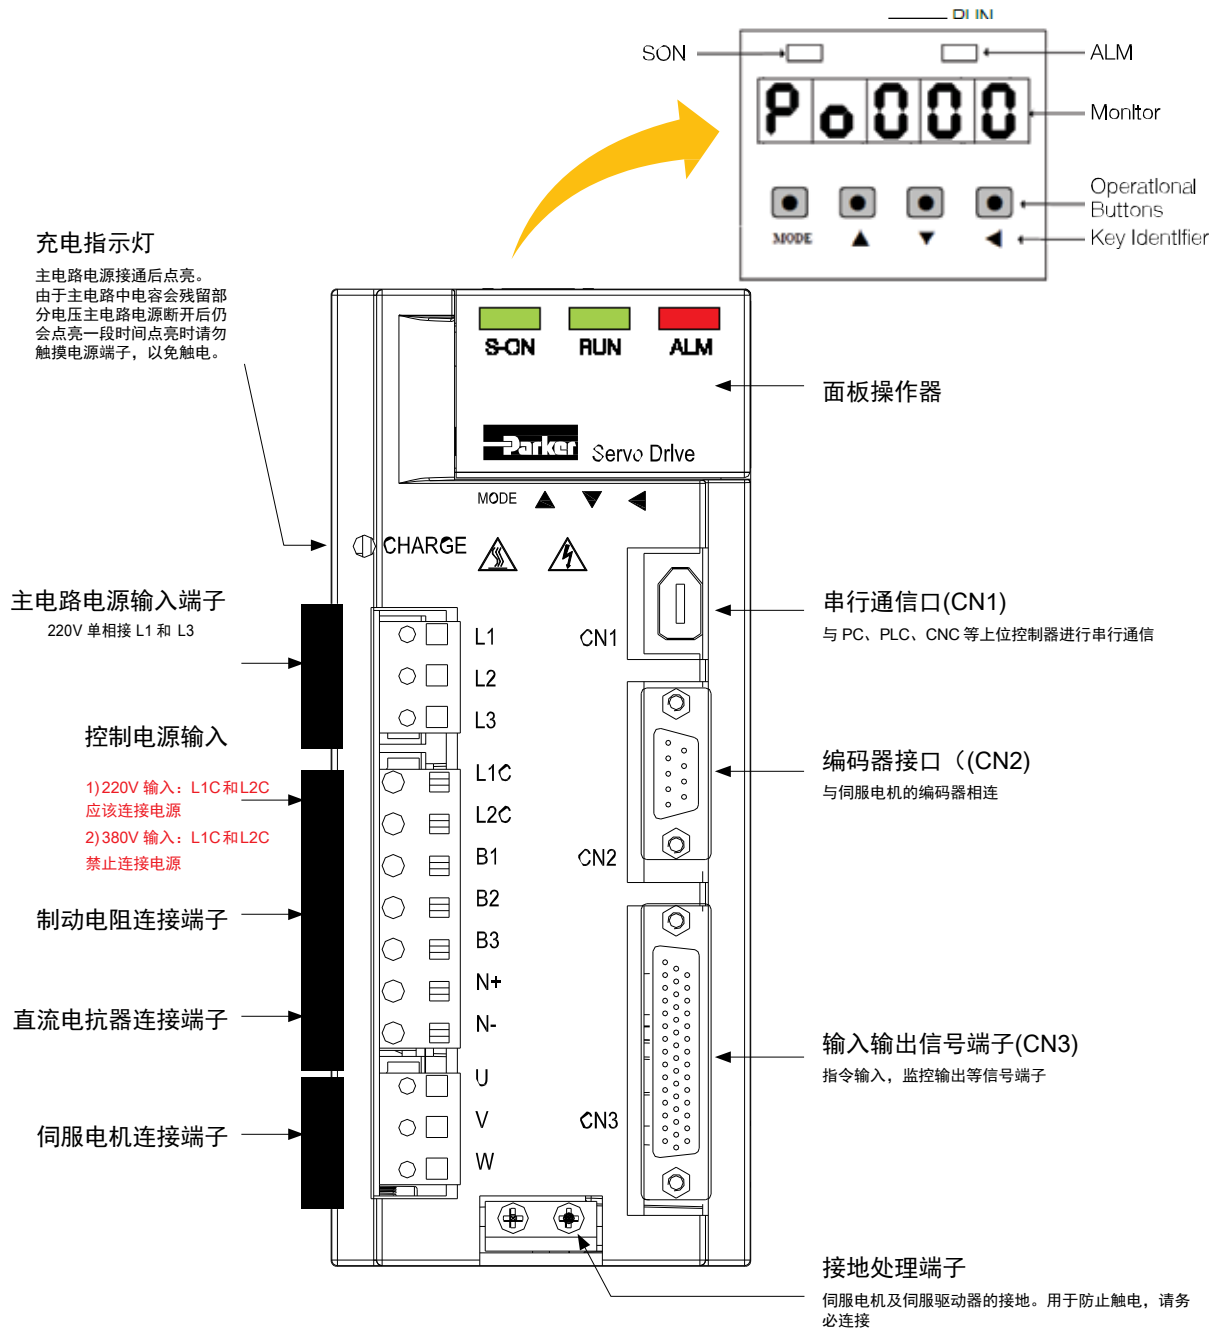 RUN
SON
ALM
Po000
Monitor
Operational
Buttons
MODE ▲ ▼ ◀
Key Identifier
充电指示灯
主电路电源接通后点亮。
由于主电路中电容会残留部
分电压主电路电源断开后仍
会点亮一段时间点亮时请勿
触摸电源端子，以免触电。
S-ON
RUN
ALM
面板操作器
Parker
Servo Drive
MODE ▲ ▼ ◀
CHARGE
主电路电源输入端子
220V 单相接 L1 和 L3
L1
L2
L3
CN1
串行通信口(CN1)
与 PC、PLC、CNC 等上位控制器进行串行通信
控制电源输入
1)220V 输入：L1C和L2C
应该连接电源
2)380V 输入：L1C和L2C
禁止连接电源
L1C
L2C
B1
B2
B3
N+
N-
CN2
编码器接口（(CN2)
与伺服电机的编码器相连
制动电阻连接端子
直流电抗器连接端子
U
V
W
CN3
输入输出信号端子(CN3)
指令输入，监控输出等信号端子
伺服电机连接端子
接地处理端子
伺服电机及伺服驱动器的接地。用于防止触电，请务
必连接